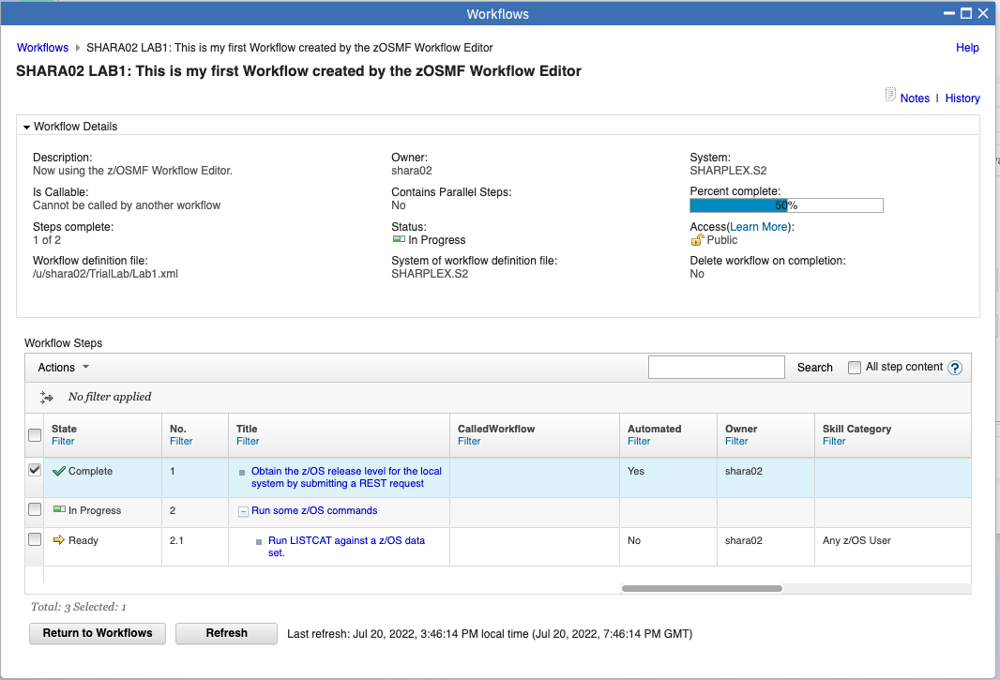 Workflows
Workflows ▸ SHARA02 LAB1: This is my first Workflow created by the zOSMF Workflow Editor
Help
SHARA02 LAB1: This is my first Workflow created by the zOSMF Workflow Editor
Notes | History
Workflow Details
Description: Owner: System:
Now using the z/OSMF Workflow Editor. shara02 SHARPLEX.S2
Is Callable: Contains Parallel Steps: Percent complete:
Cannot be called by another workflow No 50%
Steps complete: Status: Access(Learn More):
1 of 2 In Progress Public
Workflow definition file: System of workflow definition file: Delete workflow on completion:
/u/shara02/TrialLab/Lab1.xml SHARPLEX.S2 No
Workflow Steps
Actions Search All step content ?
No filter applied
State No. Title CalledWorkflow Automated Owner Skill Category
Filter Filter Filter Filter Filter Filter Filter
Complete 1 Obtain the z/OS release level for the local Yes shara02
system by submitting a REST request
In Progress 2 Run some z/OS commands
Ready 2.1 Run LISTCAT against a z/OS data No shara02 Any z/OS User
set.
Total: 3 Selected: 1
Return to Workflows Refresh Last refresh: Jul 20, 2022, 3:46:14 PM local time (Jul 20, 2022, 7:46:14 PM GMT)